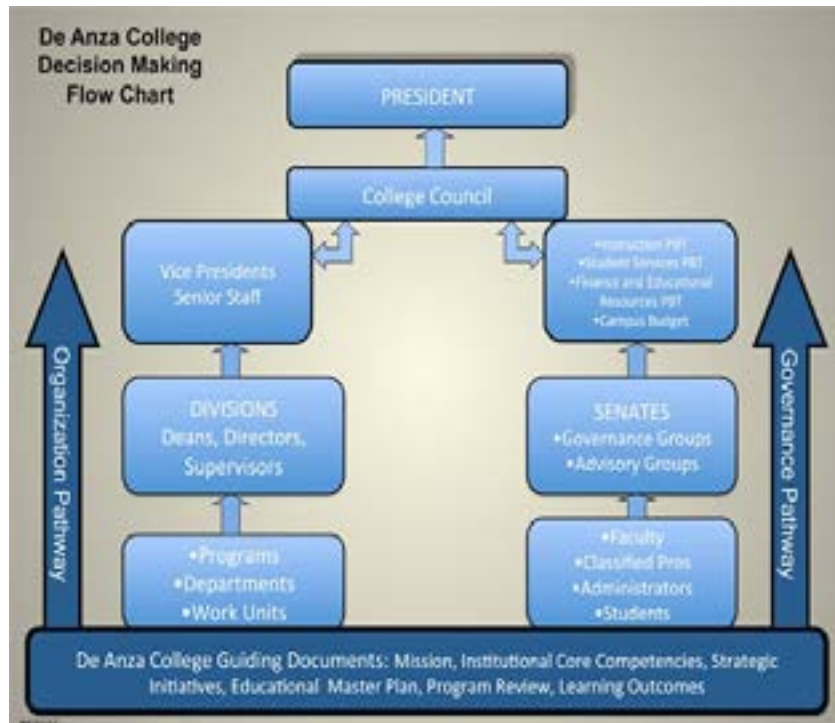 De Anza College
Decision Making
Flow Chart
PRESIDENT
College Council
Vice Presidents
Senior Staff
•Instruction PBT
•Student Services PBT
•Finance and Educational
Resources PBT
•Campus Budget
Organization Pathway
DIVISIONS
Deans, Directors,
Supervisors
SENATES
•Governance Groups
•Advisory Groups
Governance Pathway
•Programs
•Departments
•Work Units
•Faculty
•Classified Pros
•Administrators
•Students
De Anza College Guiding Documents: Mission, Institutional Core Competencies, Strategic
Initiatives, Educational Master Plan, Program Review, Learning Outcomes